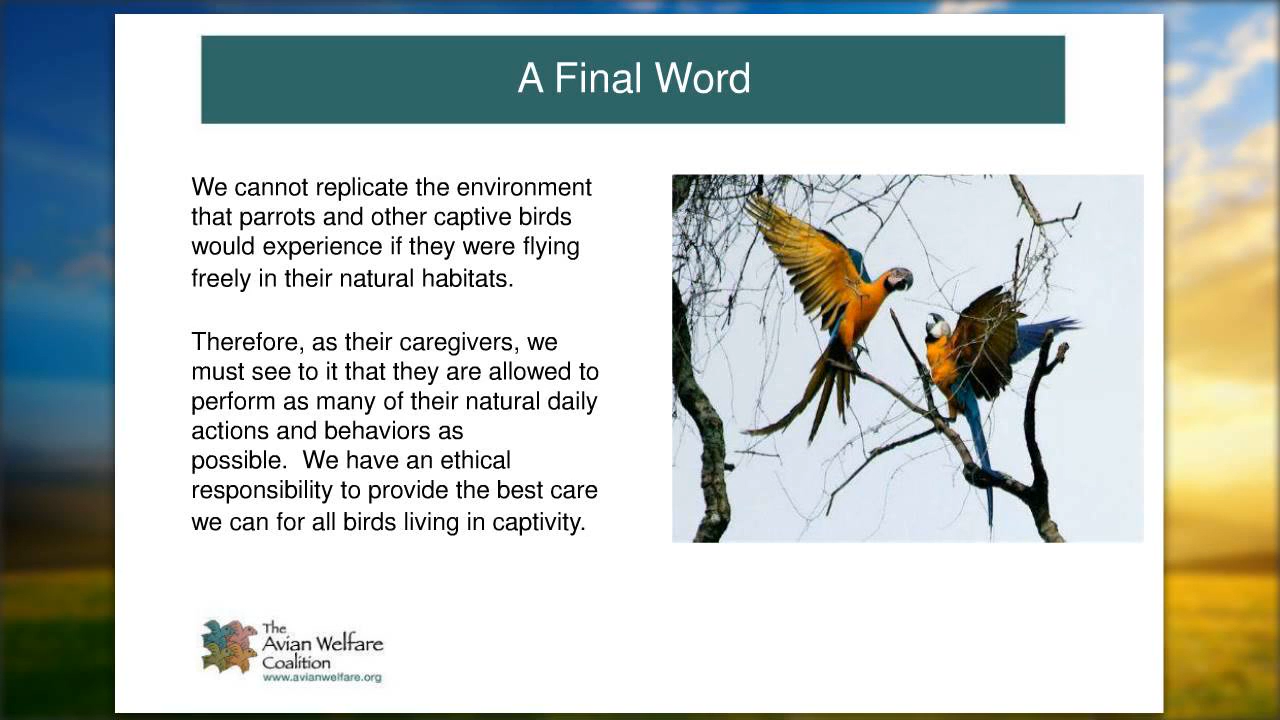 A Final Word
We cannot replicate the environment
that parrots and other captive birds
would experience if they were flying
freely in their natural habitats.
Therefore, as their caregivers, we
must see to it that they are allowed to
perform as many of their natural daily
actions and behaviors as
possible.  We have an ethical
responsibility to provide the best care
we can for all birds living in captivity.
The
Avian Welfare
Coalition
www.avianwelfare.org